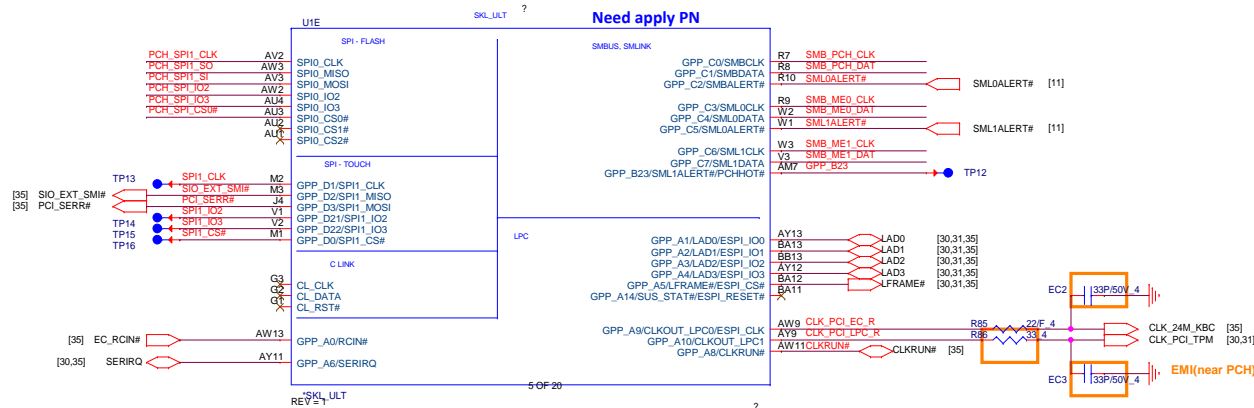 ?
SKL_ULT
Need apply PN
U1E
SPI - FLASH
SMBUS, SMLINK
PCH_SPI1_CLK AV2 SPI0_CLK
PCH_SPI1_SO AW3 SPI0_MISO
PCH_SPI1_SI AV3 SPI0_MOSI
PCH_SPI_IO2 AW2 SPI0_IO2
PCH_SPI_IO3 AU4 SPI0_IO3
PCH_SPI_CS0# AU3 SPI0_CS0#
AU2 SPI0_CS1#
AU1 SPI0_CS2#
GPP_C0/SMBCLK R7 SMB_PCH_CLK
GPP_C1/SMBDATA R8 SMB_PCH_DAT
GPP_C2/SMBALERT# R10 SML0ALERT# SML0ALERT# [11]
GPP_C3/SML0CLK R9 SMB_ME0_CLK
GPP_C4/SML0DATA W2 SMB_ME0_DAT
GPP_C5/SML0ALERT# W1 SML1ALERT# SML1ALERT# [11]
GPP_C6/SML1CLK W3 SMB_ME1_CLK
GPP_C7/SML1DATA V3 SMB_ME1_DAT
GPP_B23/SML1ALERT#/PCHHOT# AM7 GPP_B23 TP12
SPI - TOUCH
TP13 SPI1_CLK M2 GPP_D1/SPI1_CLK
[35] SIO_EXT_SMI# SIO_EXT_SMI# M3 GPP_D2/SPI1_MISO
[35] PCI_SERR# PCI_SERR# J4 GPP_D3/SPI1_MOSI
TP14 SPI1_IO2 V1 GPP_D21/SPI1_IO2
TP15 SPI1_IO3 V2 GPP_D22/SPI1_IO3
TP16 SPI1_CS# M1 GPP_D0/SPI1_CS#
LPC
GPP_A1/LAD0/ESPI_IO0 AY13 LAD0 [30,31,35]
GPP_A2/LAD1/ESPI_IO1 BA13 LAD1 [30,31,35]
GPP_A3/LAD2/ESPI_IO2 BB13 LAD2 [30,31,35]
GPP_A4/LAD3/ESPI_IO3 AY12 LAD3 [30,31,35]
GPP_A5/LFRAME#/ESPI_CS# BA12 LFRAME# [30,31,35]
GPP_A14/SUS_STAT#/ESPI_RESET# BA11
C LINK
G3 CL_CLK
G2 CL_DATA
G1 CL_RST#
EC2 33P/50V_4
[35] EC_RCIN# AW13 GPP_A0/RCIN#
[30,35] SERIRQ AY11 GPP_A6/SERIRQ
GPP_A9/CLKOUT_LPC0/ESPI_CLK AW9 CLK_PCI_EC_R R85 22/F_4 CLK_24M_KBC [35]
GPP_A10/CLKOUT_LPC1 AY9 CLK_PCI_LPC_R R86 33_4 CLK_PCI_TPM [30,31]
GPP_A8/CLKRUN# AW11 CLKRUN# CLKRUN# [35]
EC3 33P/50V_4
EMI(near PCH)
5 OF 20
*SKL_ULT
REV = 1
?